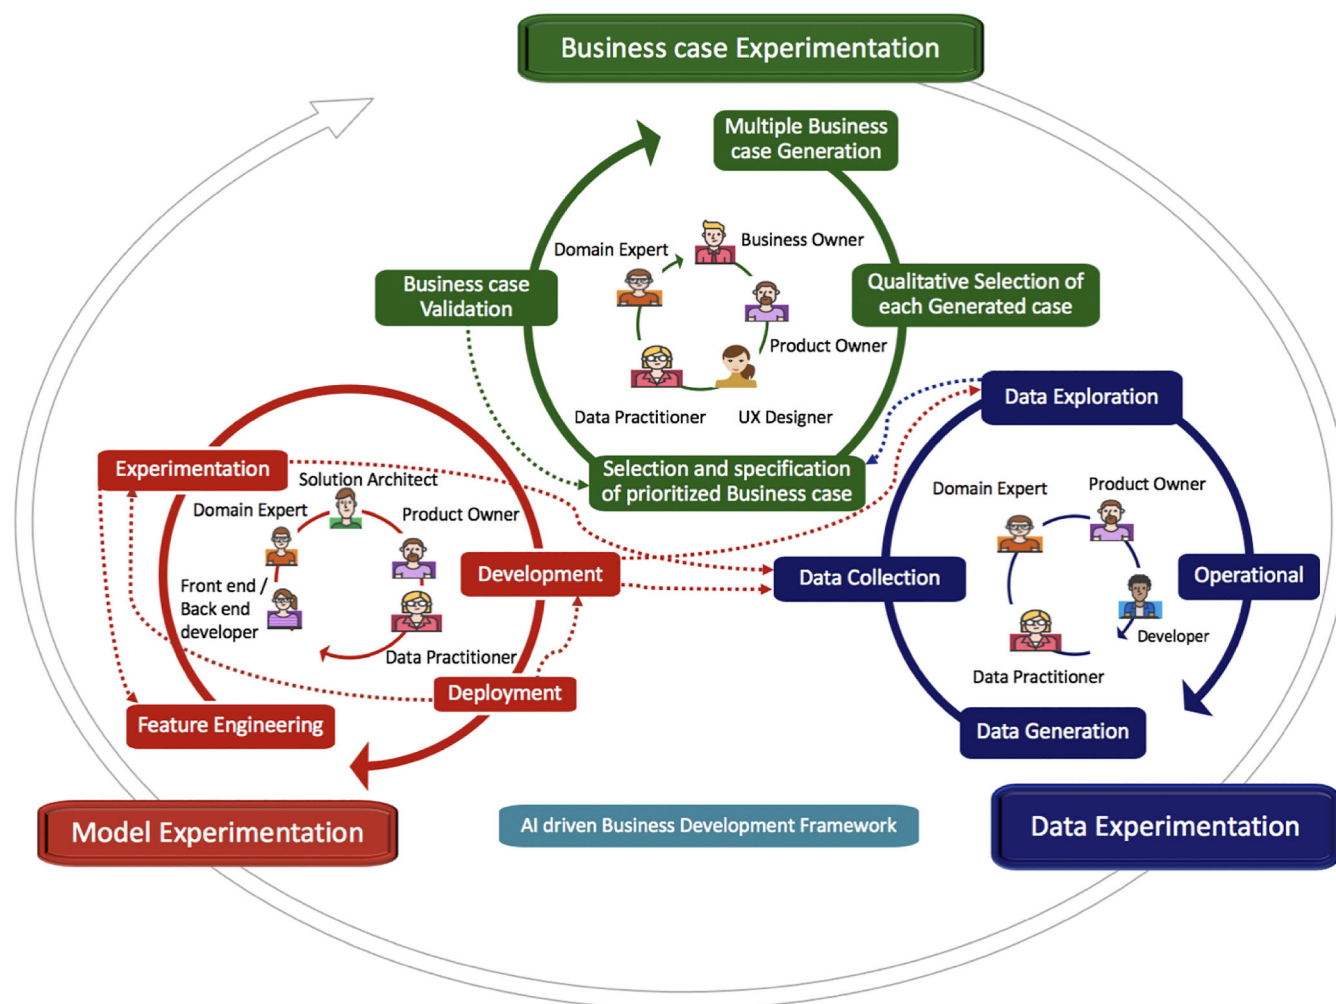 Business case Experimentation
Multiple Business
case Generation
Business Owner
Domain Expert
Business case
Validation
Qualitative Selection of
each Generated case
Product Owner
Data Practitioner
UX Designer
Selection and specification
of prioritized Business case
Data Exploration
Experimentation
Solution Architect
Domain Expert
Product Owner
Development
Front end /
Back end
developer
Data Practitioner
Deployment
Feature Engineering
Domain Expert
Product Owner
Data Collection
Operational
Developer
Data Practitioner
Data Generation
Model Experimentation
AI driven Business Development Framework
Data Experimentation